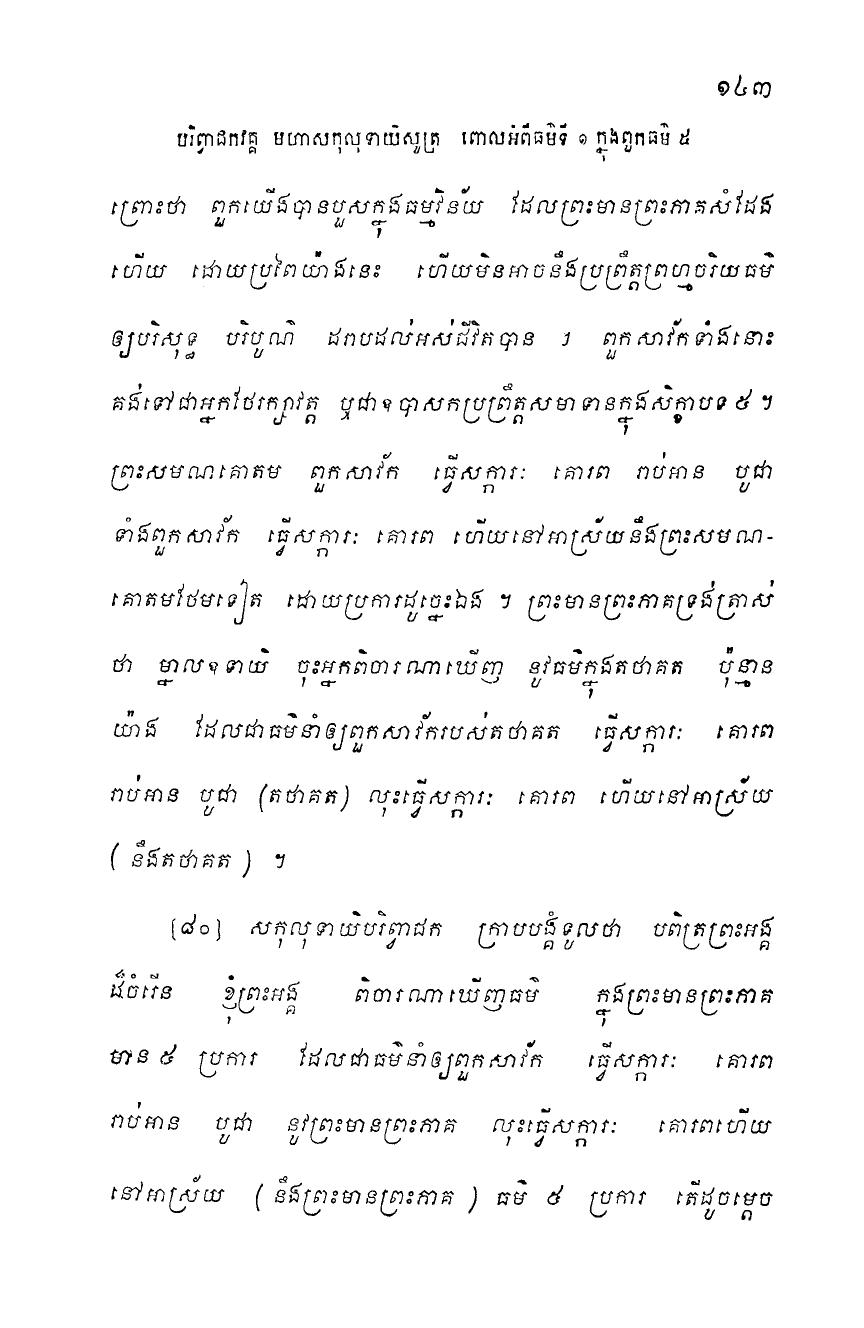 ១៤៣
បរិព្វាជកវគ្គ មហាសកុលុទាយិសូត្រ ពោលអំពីធម៌ទី ១ ក្នុងពួកធម៌ ៥
ព្រោះថា ពួកយើងបានបួសក្នុងធម្មវិន័យ ដែលព្រះមានព្រះភាគសំដែង
ហើយ ដោយប្រពៃយ៉ាងនេះ ហើយមិនអាចនឹងប្រព្រឹត្តព្រហ្មចរិយធម៌
ឲ្យបរិសុទ្ធ បរិបូណ៌ ដរាបដល់អស់ជីវិតបាន ។ ពួកសាវ័កទាំងនោះ
គង់ទៅជាអ្នកថែរក្សាវត្ត ឬជាឧបាសកប្រព្រឹត្តសមាទានក្នុងសិក្ខាបទ ៥ ។
ព្រះសមណគោតម ពួកសាវ័ក ធ្វើសក្ការៈ គោរព រាប់អាន បូជា
ទាំងពួកសាវ័ក ធ្វើសក្ការៈ គោរព ហើយនៅអាស្រ័យនឹងព្រះសមណ-
គោតមថែមទៀត ដោយប្រការដូច្នេះឯង ។ ព្រះមានព្រះភាគទ្រង់ត្រាស់
ថា ម្នាលឧទាយិ ចុះអ្នកពិចារណាឃើញ នូវធម៌ក្នុងតថាគត ប៉ុន្មាន
យ៉ាង ដែលជាធម៌នាំឲ្យពួកសាវ័ករបស់តថាគត ធ្វើសក្ការៈ គោរព
រាប់អាន បូជា (តថាគត) លុះធ្វើសក្ការៈ គោរព ហើយនៅអាស្រ័យ
(នឹងតថាគត) ។
[៨០] សកុលុទាយិបរិព្វាជក ក្រាបបង្គំទូលថា បពិត្រព្រះអង្គ
ដ៏ចំរើន ខ្ញុំព្រះអង្គ ពិចារណាឃើញធម៌ ក្នុងព្រះមានព្រះភាគ
មាន ៥ ប្រការ ដែលជាធម៌នាំឲ្យពួកសាវ័ក ធ្វើសក្ការៈ គោរព
រាប់អាន បូជា នូវព្រះមានព្រះភាគ លុះធ្វើសក្ការៈ គោរពហើយ
នៅអាស្រ័យ (នឹងព្រះមានព្រះភាគ) ធម៌ ៥ ប្រការ តើដូចម្តេច